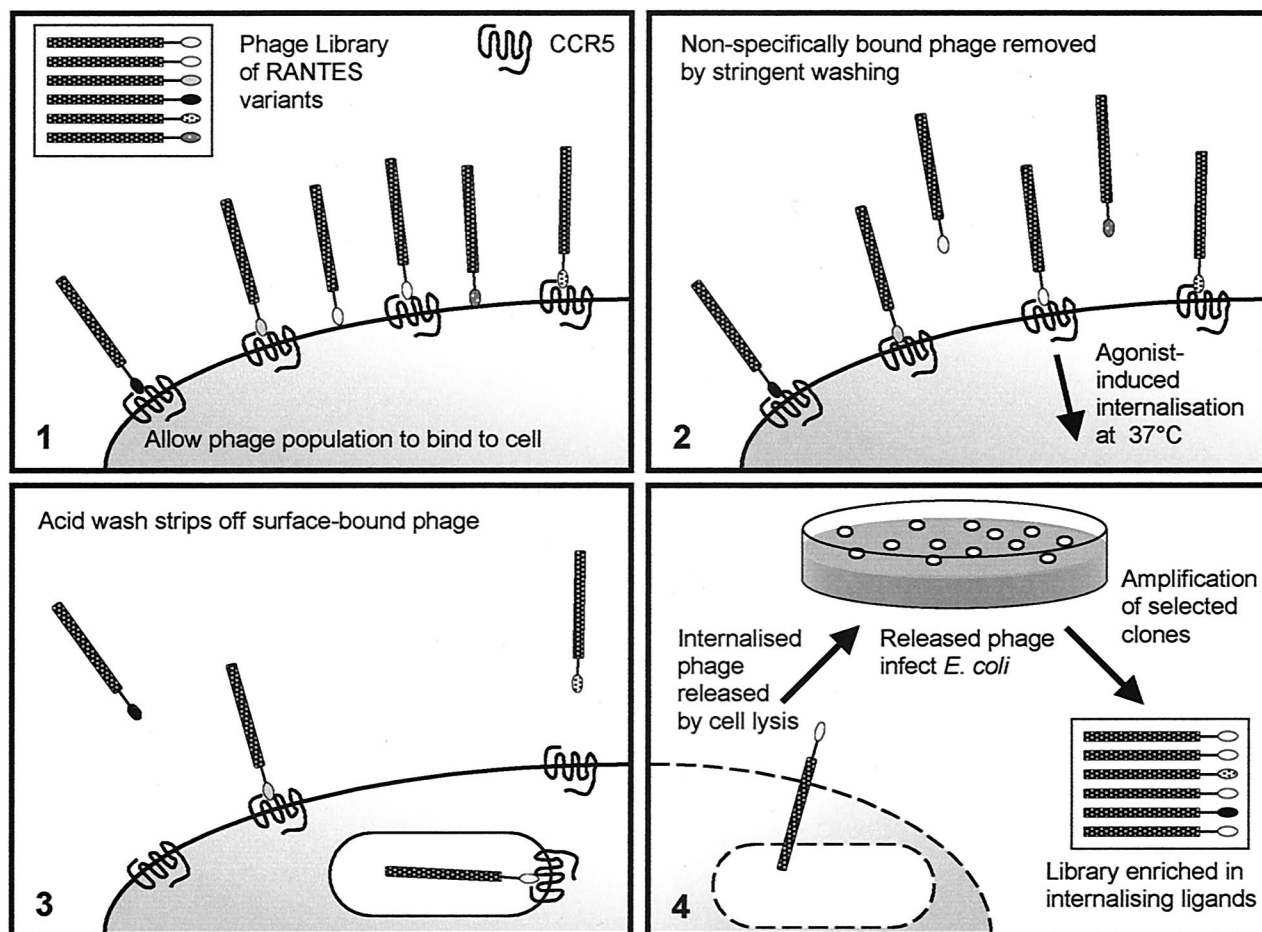 Phage Library
of RANTES
variants
CCR5
1
Allow phage population to bind to cell
Non-specifically bound phage removed
by stringent washing
Agonist-
induced
internalisation
at 37°C
2
Acid wash strips off surface-bound phage
3
Internalised
phage
released
by cell lysis
Released phage
infect E. coli
Amplification
of selected
clones
Library enriched in
internalising ligands
4